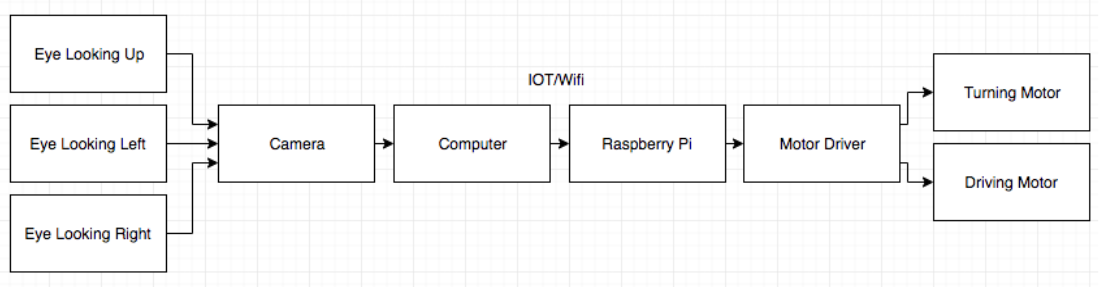 Eye Looking Up
Eye Looking Left
Eye Looking Right
Camera
Computer
IOT/Wifi
Raspberry Pi
Motor Driver
Turning Motor
Driving Motor